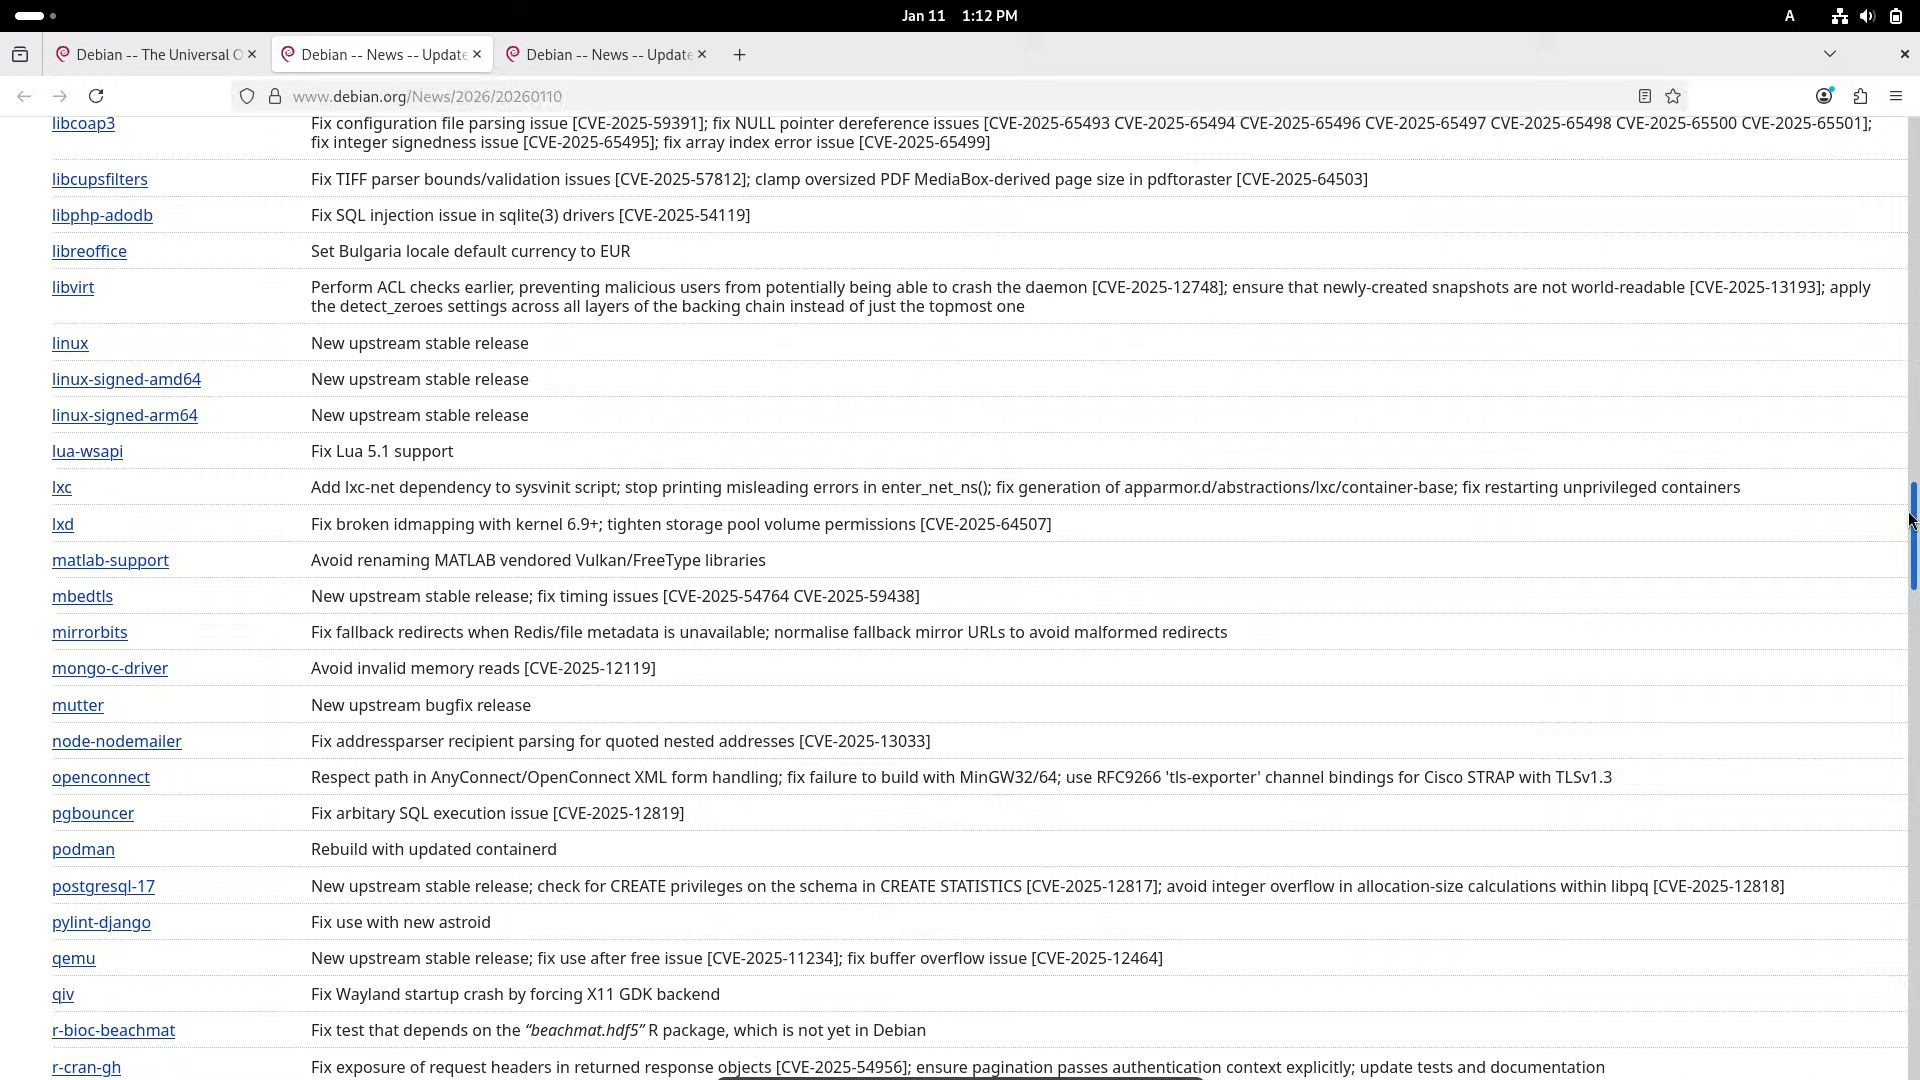 Jan 11 1:12 PM
A
Debian -- The Universal O
Debian -- News -- Update
Debian -- News -- Update
www.debian.org/News/2026/20260110
libcoap3 Fix configuration file parsing issue [CVE-2025-59391]; fix NULL pointer dereference issues [CVE-2025-65493 CVE-2025-65494 CVE-2025-65496 CVE-2025-65497 CVE-2025-65498 CVE-2025-65500 CVE-2025-65501];
fix integer signedness issue [CVE-2025-65495]; fix array index error issue [CVE-2025-65499]
libcupsfilters Fix TIFF parser bounds/validation issues [CVE-2025-57812]; clamp oversized PDF MediaBox-derived page size in pdftoraster [CVE-2025-64503]
libphp-adodb Fix SQL injection issue in sqlite(3) drivers [CVE-2025-54119]
libreoffice Set Bulgaria locale default currency to EUR
libvirt Perform ACL checks earlier, preventing malicious users from potentially being able to crash the daemon [CVE-2025-12748]; ensure that newly-created snapshots are not world-readable [CVE-2025-13193]; apply
the detect_zeroes settings across all layers of the backing chain instead of just the topmost one
linux New upstream stable release
linux-signed-amd64 New upstream stable release
linux-signed-arm64 New upstream stable release
lua-wsapi Fix Lua 5.1 support
lxc Add lxc-net dependency to sysvinit script; stop printing misleading errors in enter_net_ns(); fix generation of apparmor.d/abstractions/lxc/container-base; fix restarting unprivileged containers
lxd Fix broken idmapping with kernel 6.9+; tighten storage pool volume permissions [CVE-2025-64507]
matlab-support Avoid renaming MATLAB vendored Vulkan/FreeType libraries
mbedtls New upstream stable release; fix timing issues [CVE-2025-54764 CVE-2025-59438]
mirrorbits Fix fallback redirects when Redis/file metadata is unavailable; normalise fallback mirror URLs to avoid malformed redirects
mongo-c-driver Avoid invalid memory reads [CVE-2025-12119]
mutter New upstream bugfix release
node-nodemailer Fix addressparser recipient parsing for quoted nested addresses [CVE-2025-13033]
openconnect Respect path in AnyConnect/OpenConnect XML form handling; fix failure to build with MinGW32/64; use RFC9266 'tls-exporter' channel bindings for Cisco STRAP with TLSv1.3
pgbouncer Fix arbitary SQL execution issue [CVE-2025-12819]
podman Rebuild with updated containerd
postgresql-17 New upstream stable release; check for CREATE privileges on the schema in CREATE STATISTICS [CVE-2025-12817]; avoid integer overflow in allocation-size calculations within libpq [CVE-2025-12818]
pylint-django Fix use with new astroid
qemu New upstream stable release; fix use after free issue [CVE-2025-11234]; fix buffer overflow issue [CVE-2025-12464]
qiv Fix Wayland startup crash by forcing X11 GDK backend
r-bioc-beachmat Fix test that depends on the “beachmat.hdf5” R package, which is not yet in Debian
r-cran-gh Fix exposure of request headers in returned response objects [CVE-2025-54956]; ensure pagination passes authentication context explicitly; update tests and documentation